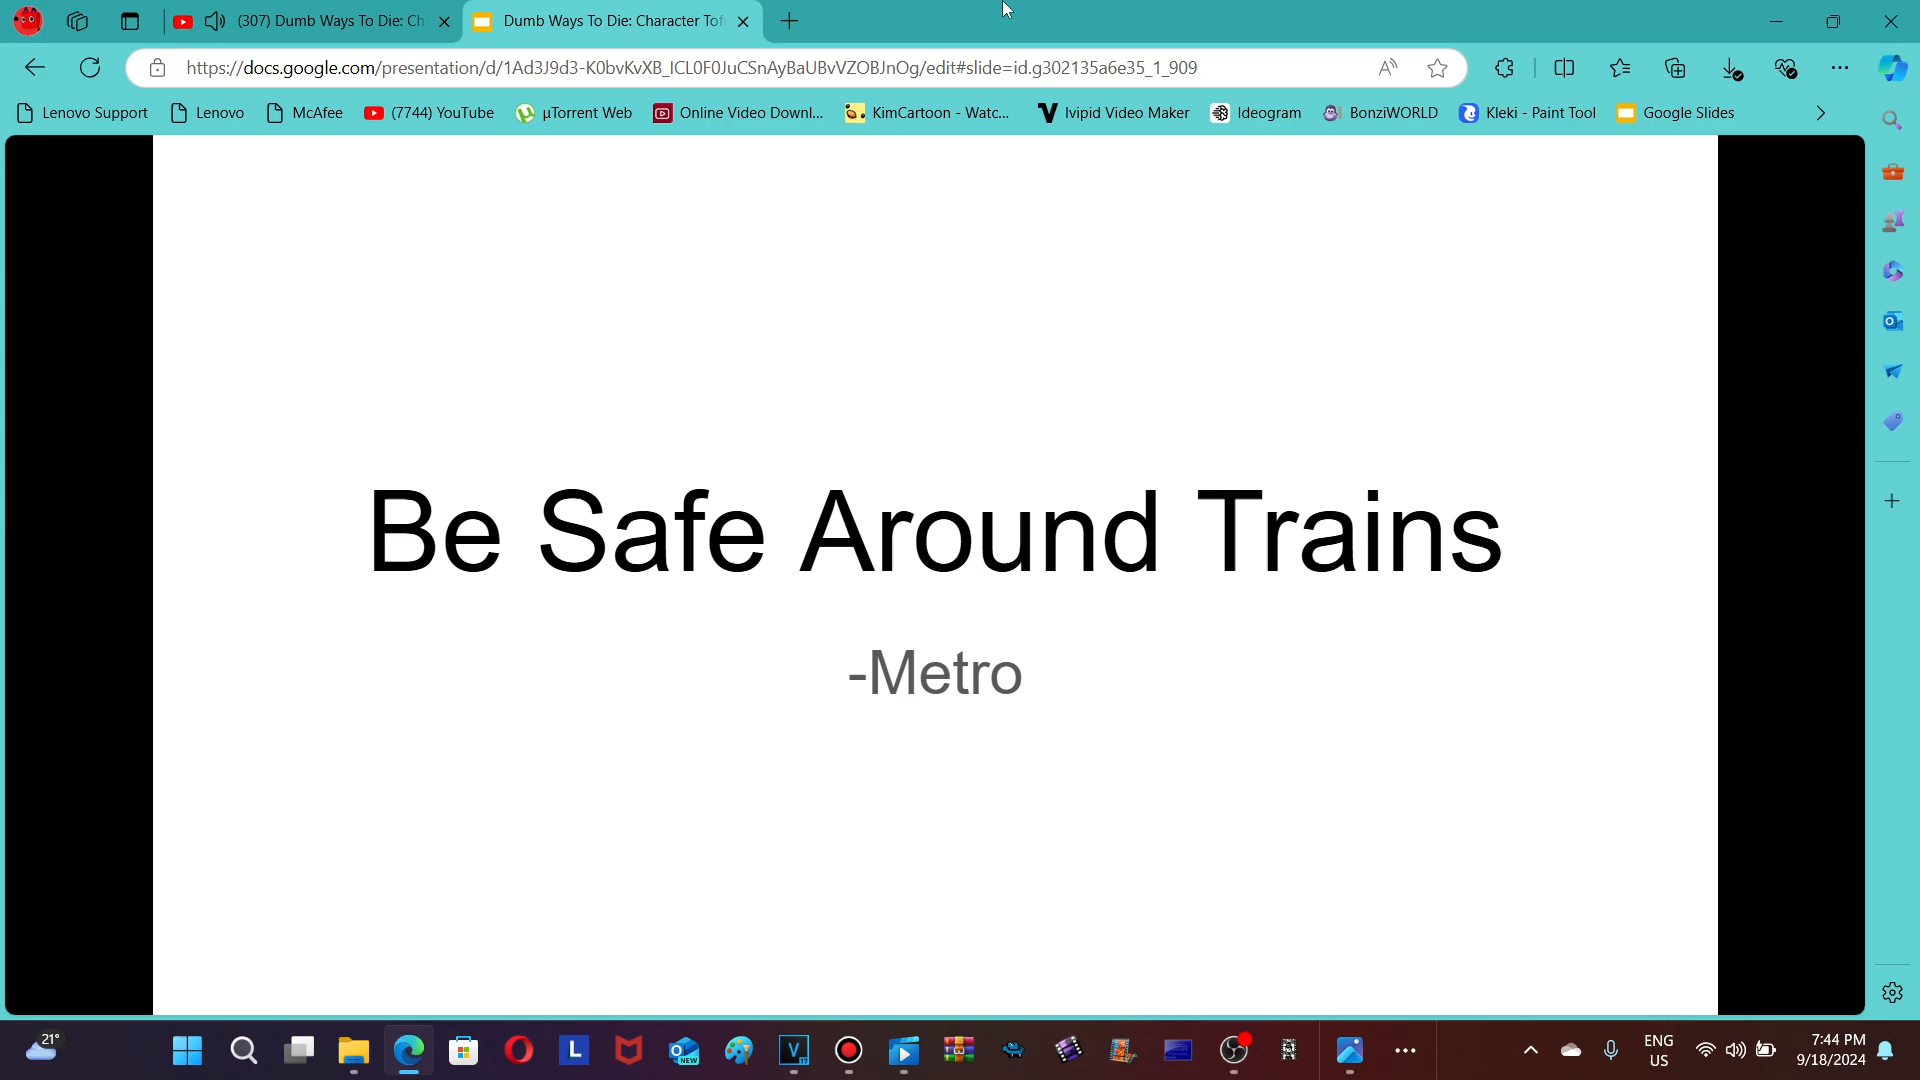 (307) Dumb Ways To Die: Ch
Dumb Ways To Die: Character Tof
https://docs.google.com/presentation/d/1Ad3J9d3-K0bvKvXB_ICL0F0JuCSnAyBaUBvVZOBJnOg/edit#slide=id.g302135a6e35_1_909
Lenovo Support
Lenovo
McAfee
(7744) YouTube
µTorrent Web
Online Video Downl...
KimCartoon - Watc...
Ivipid Video Maker
Ideogram
BonziWORLD
Kleki - Paint Tool
Google Slides
Be Safe Around Trains
-Metro
21°
NEW
ENG
US
7:44 PM
9/18/2024